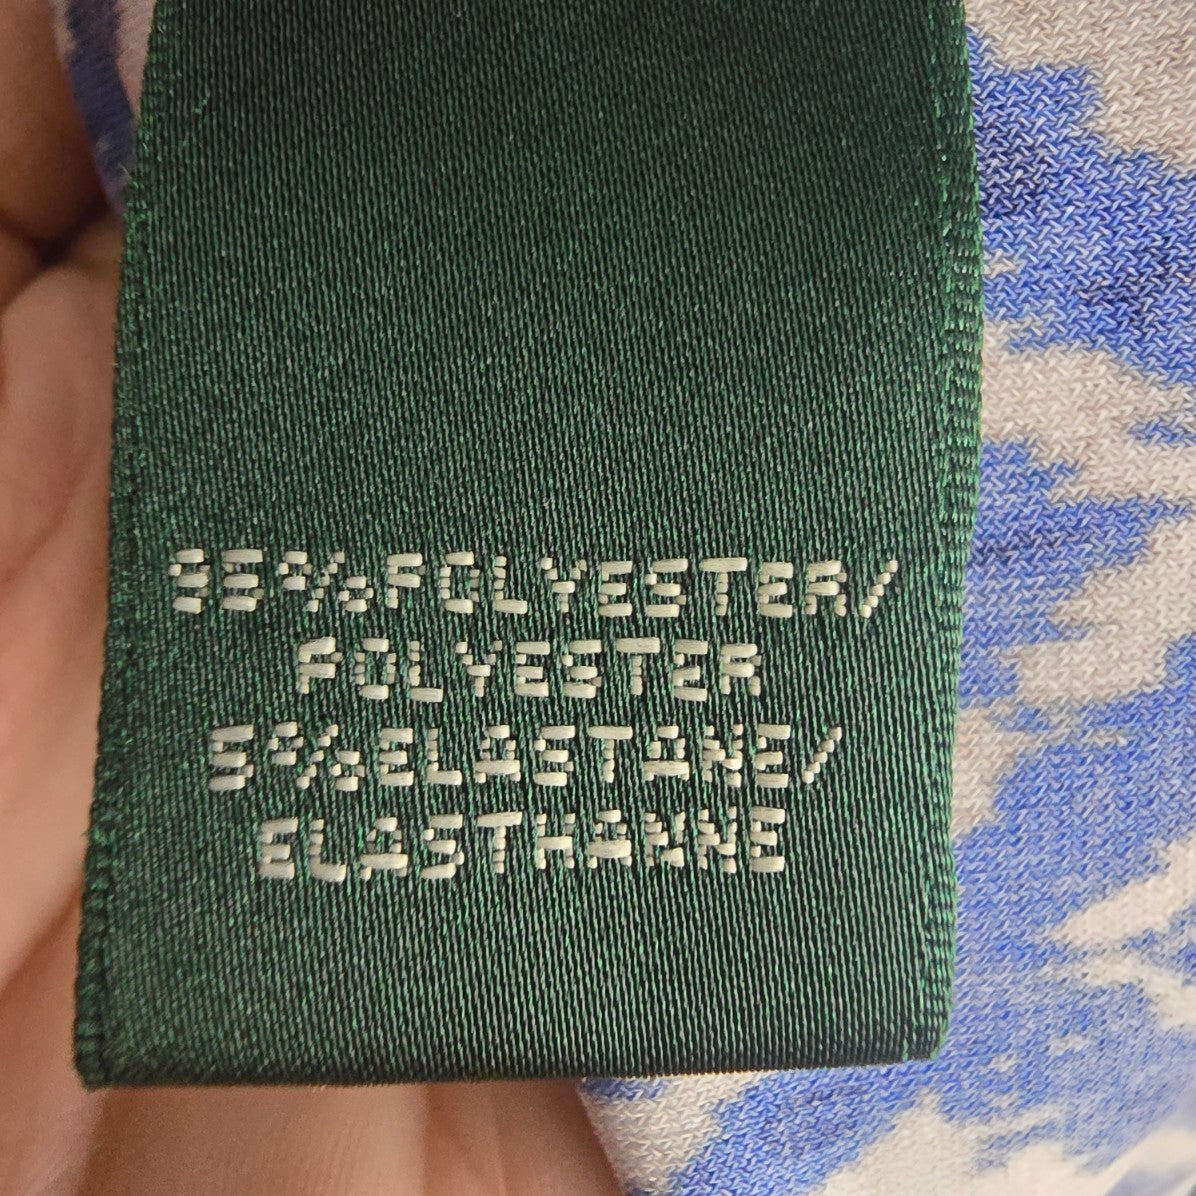 95% POLYESTER/
POLYESTER
5% ELASTANE/
ELASTHANNE